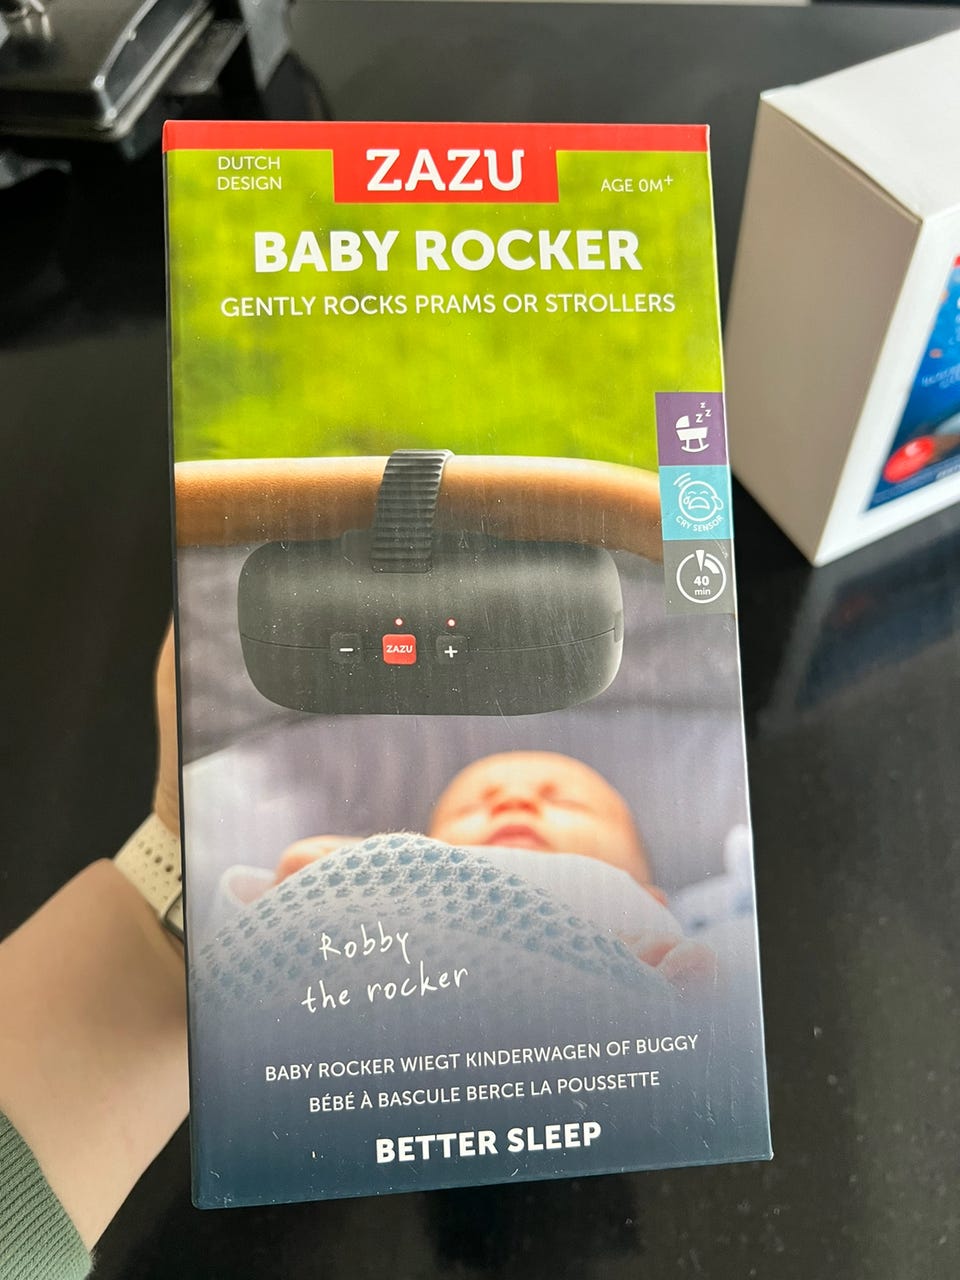 DUTCH
DESIGN
ZAZU
AGE 0M+
BABY ROCKER
GENTLY ROCKS PRAMS OR STROLLERS
z z z
CRY SENSOR
40
min
ZAZU
Robby
the rocker
BABY ROCKER WIEGT KINDERWAGEN OF BUGGY
BÉBÉ À BASCULE BERCE LA POUSSETTE
BETTER SLEEP